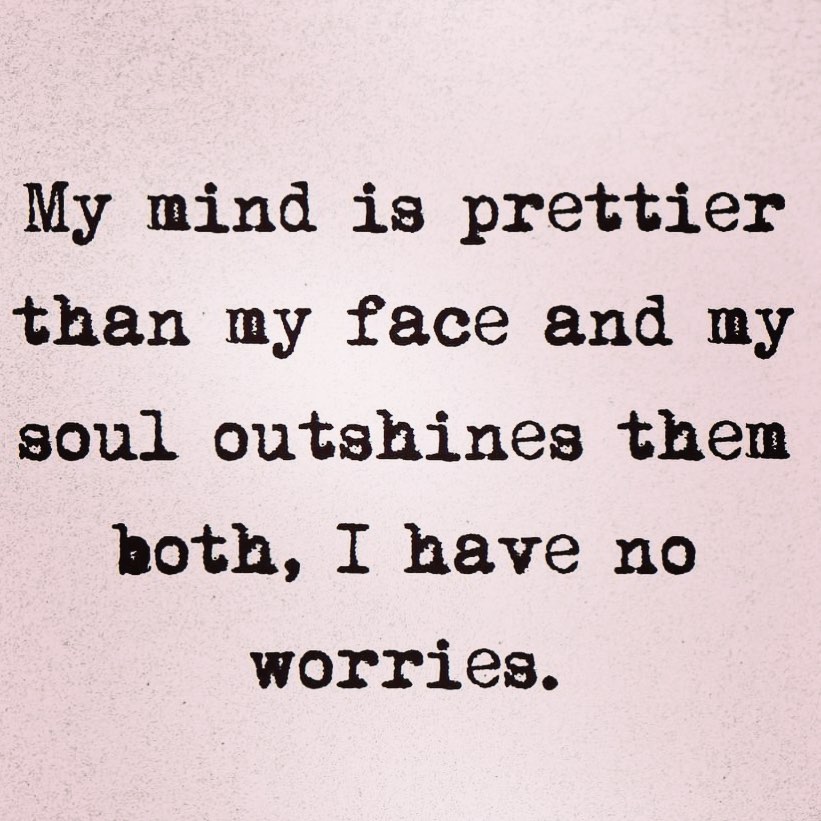 My mind is prettier
than my face and my
soul outshines them
both, I have no
worries.